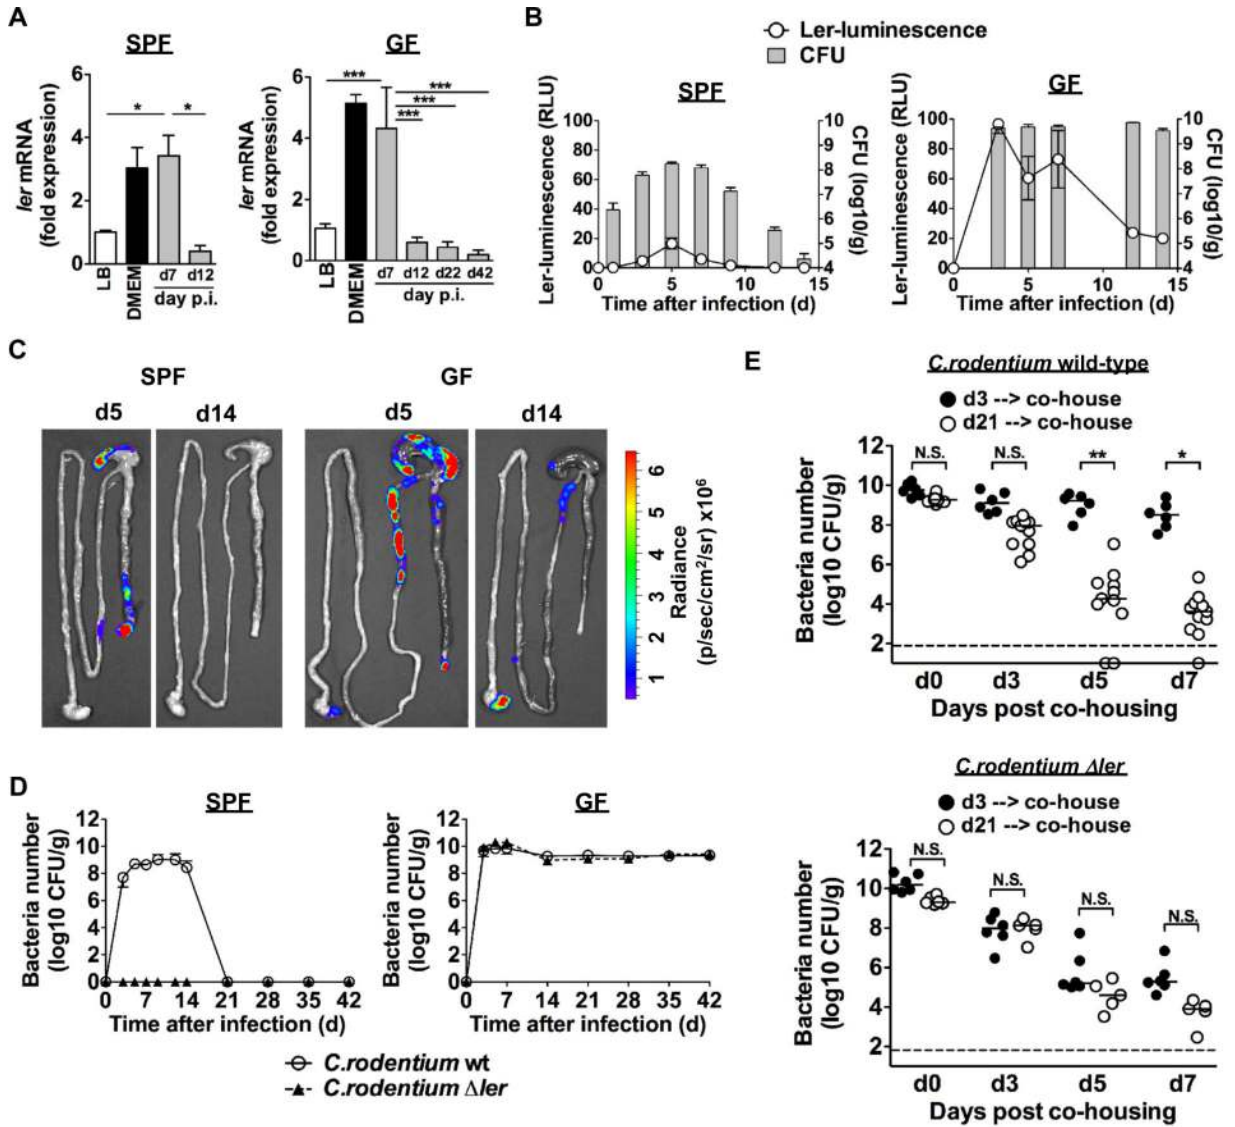 A
SPF
ler mRNA
(fold expression)
6
4
2
0
*
*
LB
DMEM
d7
d12
day p.i.
GF
ler mRNA
(fold expression)
6
4
2
0
***
***
***
***
LB
DMEM
d7
d12
d22
d42
day p.i.
B
Ler-luminescence
CFU
SPF
Ler-luminescence (RLU)
100
80
60
40
20
0
10
9
8
7
6
5
4
CFU (log10/g)
0
5
10
15
Time after infection (d)
GF
Ler-luminescence (RLU)
100
80
60
40
20
0
10
9
8
7
6
5
4
CFU (log10/g)
0
5
10
15
Time after infection (d)
C
SPF
GF
d5
d14
d5
d14
6
5
4
3
2
1
Radiance
(p/sec/cm²/sr) x10⁶
D
SPF
Bacteria number
(log10 CFU/g)
12
10
8
6
4
2
0
0
7
14
21
28
35
42
Time after infection (d)
GF
Bacteria number
(log10 CFU/g)
12
10
8
6
4
2
0
0
7
14
21
28
35
42
Time after infection (d)
C.rodentium wt
C.rodentium Δler
E
C.rodentium wild-type
d3 --> co-house
d21 --> co-house
Bacteria number
(log10 CFU/g)
12
10
8
6
4
2
N.S.
N.S.
**
*
d0
d3
d5
d7
Days post co-housing
C.rodentium Δler
d3 --> co-house
d21 --> co-house
Bacteria number
(log10 CFU/g)
12
10
8
6
4
2
N.S.
N.S.
N.S.
N.S.
d0
d3
d5
d7
Days post co-housing